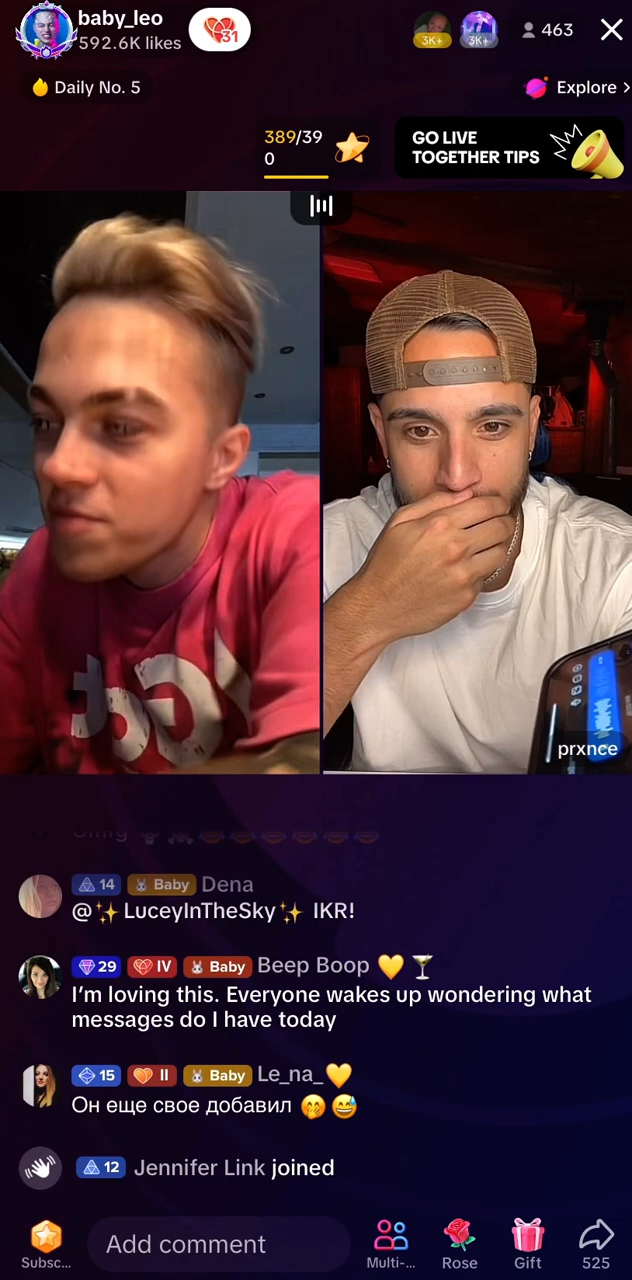 baby_leo
592.6K likes
31
3K+
3K+
463
Daily No. 5
Explore
389/39
0
GO LIVE
TOGETHER TIPS
prxnce
14 Baby Dena
@✨LuceyInTheSky✨ IKR!
29 IV Baby Beep Boop 💛🍸
I'm loving this. Everyone wakes up wondering what
messages do I have today
15 II Baby Le_na_💛
Он еще свое добавил 🤭😅
12 Jennifer Link joined
Add comment
Subsc...
Multi-...
Rose
Gift
525